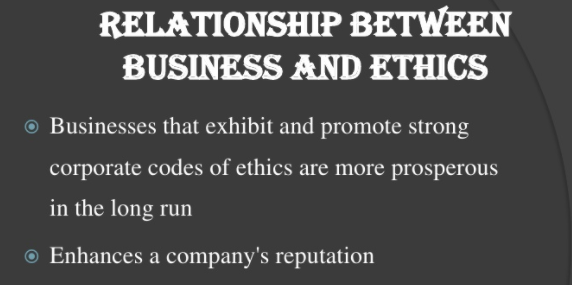 RELATIONSHIP BETWEEN
BUSINESS AND ETHICS
Businesses that exhibit and promote strong
corporate codes of ethics are more prosperous
in the long run
Enhances a company's reputation